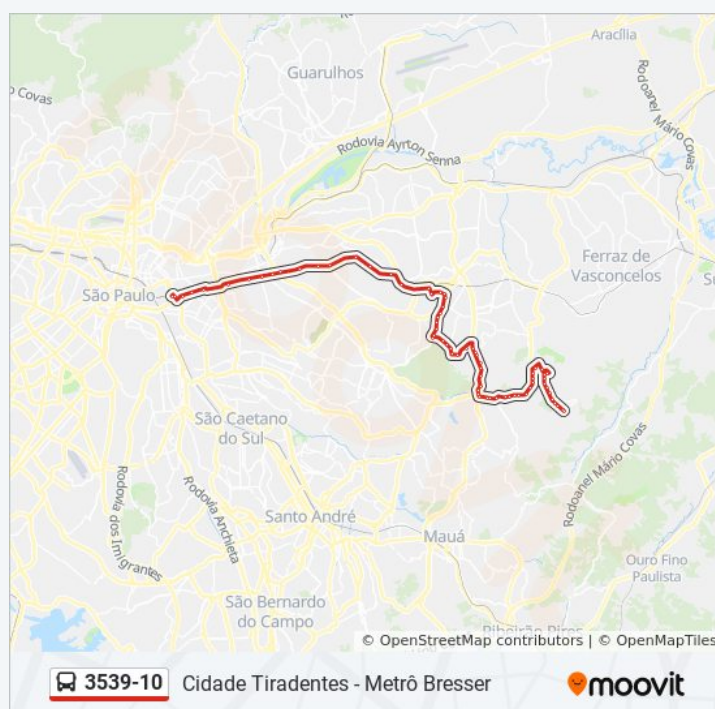 Aracília
Guarulhos
Rodoanel Mário Covas
Covas
Rodovia Ayrton Senna
Ferraz de
Vasconcelos
São Paulo
São Caetano
do Sul
Rodoanel Mário Covas
Rodovia dos Imigrantes
Rodovia Anchieta
Santo André
Mauá
Ouro Fino
Paulista
São Bernardo
do Campo
Ribeirão Pires
© OpenStreetMap contributors | © OpenMapTiles
3539-10 Cidade Tiradentes - Metrô Bresser
moovit